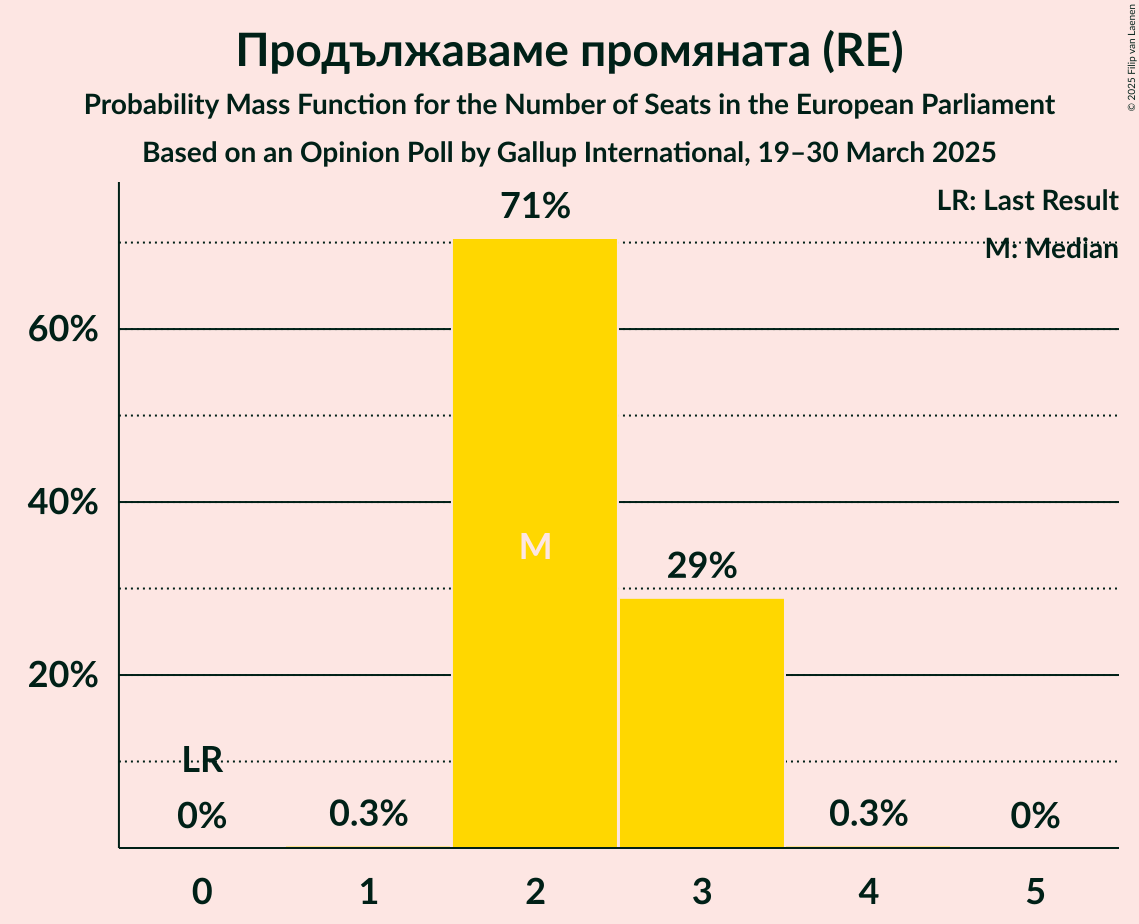 Продължаваме промяната (RE)
Probability Mass Function for the Number of Seats in the European Parliament
Based on an Opinion Poll by Gallup International, 19–30 March 2025
© 2025 Filip van Laenen
LR: Last Result
M: Median
71%
60%
40%
M
29%
20%
LR
0%
0.3%
0.3%
0%
0
1
2
3
4
5